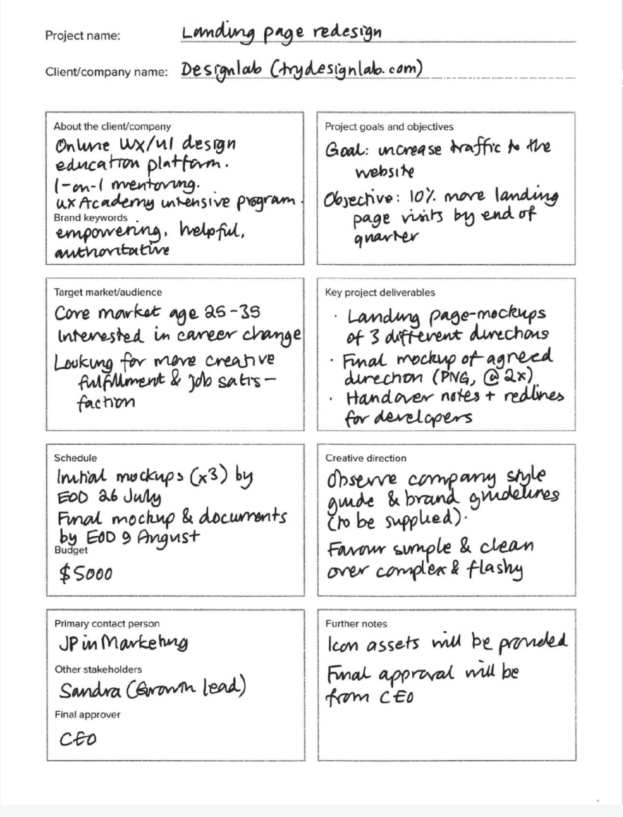 Project name: Landing page redesign
Client/company name: Designlab (trydesignlab.com)
About the client/company
Online UX/UI design
education platform.
1-on-1 mentoring.
UX Academy intensive program.
Brand keywords
empowering, helpful,
authoritative
Project goals and objectives
Goal: increase traffic to the
website
Objective: 10% more landing
page visits by end of
quarter
Target market/audience
Core market age 25-35
Interested in career change
Looking for more creative
fulfillment & job satis-
faction
Key project deliverables
· Landing page-mockups
of 3 different directions
· Final mockup of agreed
direction (PNG, @2x)
· Handover notes + redlines
for developers
Schedule
Initial mockups (x3) by
EOD 26 July
Final mockup & documents
by EOD 9 August
Budget
$5000
Creative direction
Observe company style
guide & brand guidelines
(to be supplied).
Favour simple & clean
over complex & flashy
Primary contact person
JP in Marketing
Other stakeholders
Sandra (Growth lead)
Final approver
CEO
Further notes
Icon assets will be provided
Final approval will be
from CEO